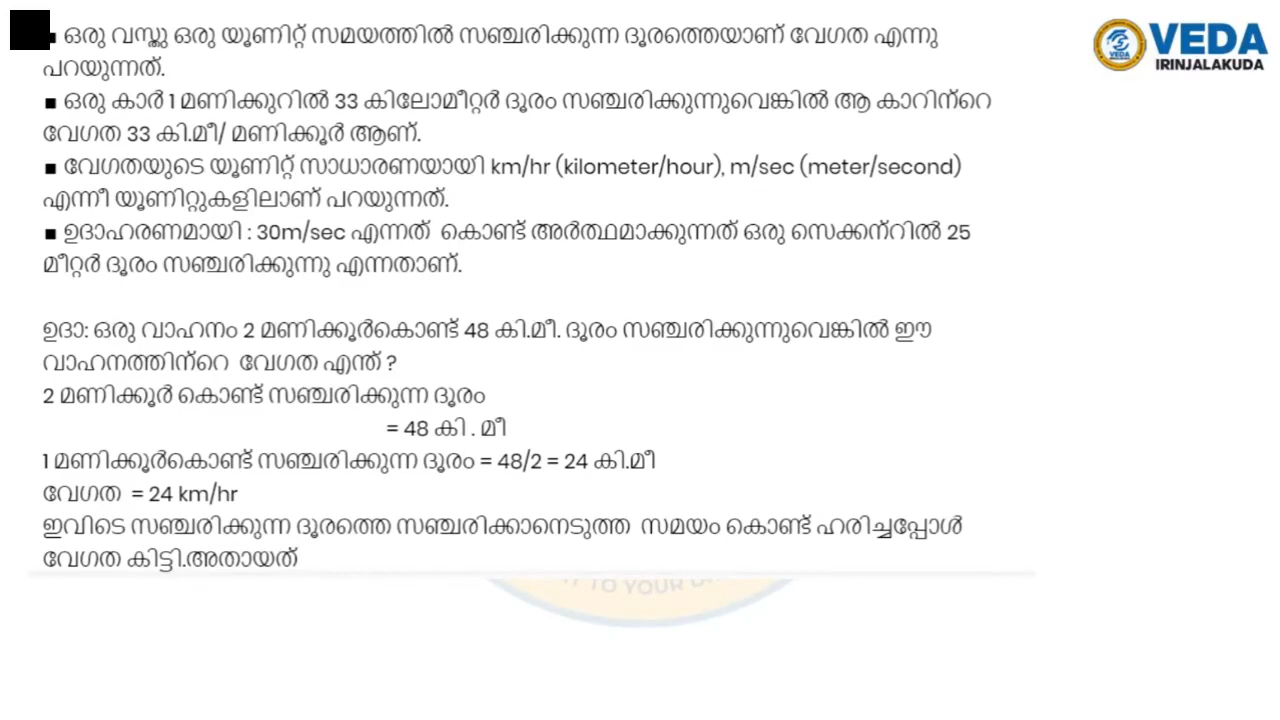 ■ ഒരു വസ്തു ഒരു യൂണിറ്റ് സമയത്തിൽ സഞ്ചരിക്കുന്ന ദൂരത്തെയാണ് വേഗത എന്നു
പറയുന്നത്.
■ ഒരു കാർ 1 മണിക്കുറിൽ 33 കിലോമീറ്റർ ദൂരം സഞ്ചരിക്കുന്നുവെങ്കിൽ ആ കാറിന്റെ
വേഗത 33 കി.മീ/ മണിക്കൂർ ആണ്.
■ വേഗതയുടെ യൂണിറ്റ് സാധാരണയായി km/hr (kilometer/hour), m/sec (meter/second)
എന്നീ യൂണിറ്റുകളിലാണ് പറയുന്നത്.
■ ഉദാഹരണമായി : 30m/sec എന്നത് കൊണ്ട് അർത്ഥമാക്കുന്നത് ഒരു സെക്കന്റിൽ 25
മീറ്റർ ദൂരം സഞ്ചരിക്കുന്നു എന്നതാണ്.
ഉദാ: ഒരു വാഹനം 2 മണിക്കൂർകൊണ്ട് 48 കി.മീ. ദൂരം സഞ്ചരിക്കുന്നുവെങ്കിൽ ഈ
വാഹനത്തിന്റെ വേഗത എന്ത് ?
2 മണിക്കൂർ കൊണ്ട് സഞ്ചരിക്കുന്ന ദൂരം
= 48 കി . മീ
1 മണിക്കൂർകൊണ്ട് സഞ്ചരിക്കുന്ന ദൂരം = 48/2 = 24 കി.മീ
വേഗത = 24 km/hr
ഇവിടെ സഞ്ചരിക്കുന്ന ദൂരത്തെ സഞ്ചരിക്കാനെടുത്ത സമയം കൊണ്ട് ഹരിച്ചപ്പോൾ
വേഗത കിട്ടി.അതായത്
VEDA
IRINJALAKUDA
VEDA
TO YOUR